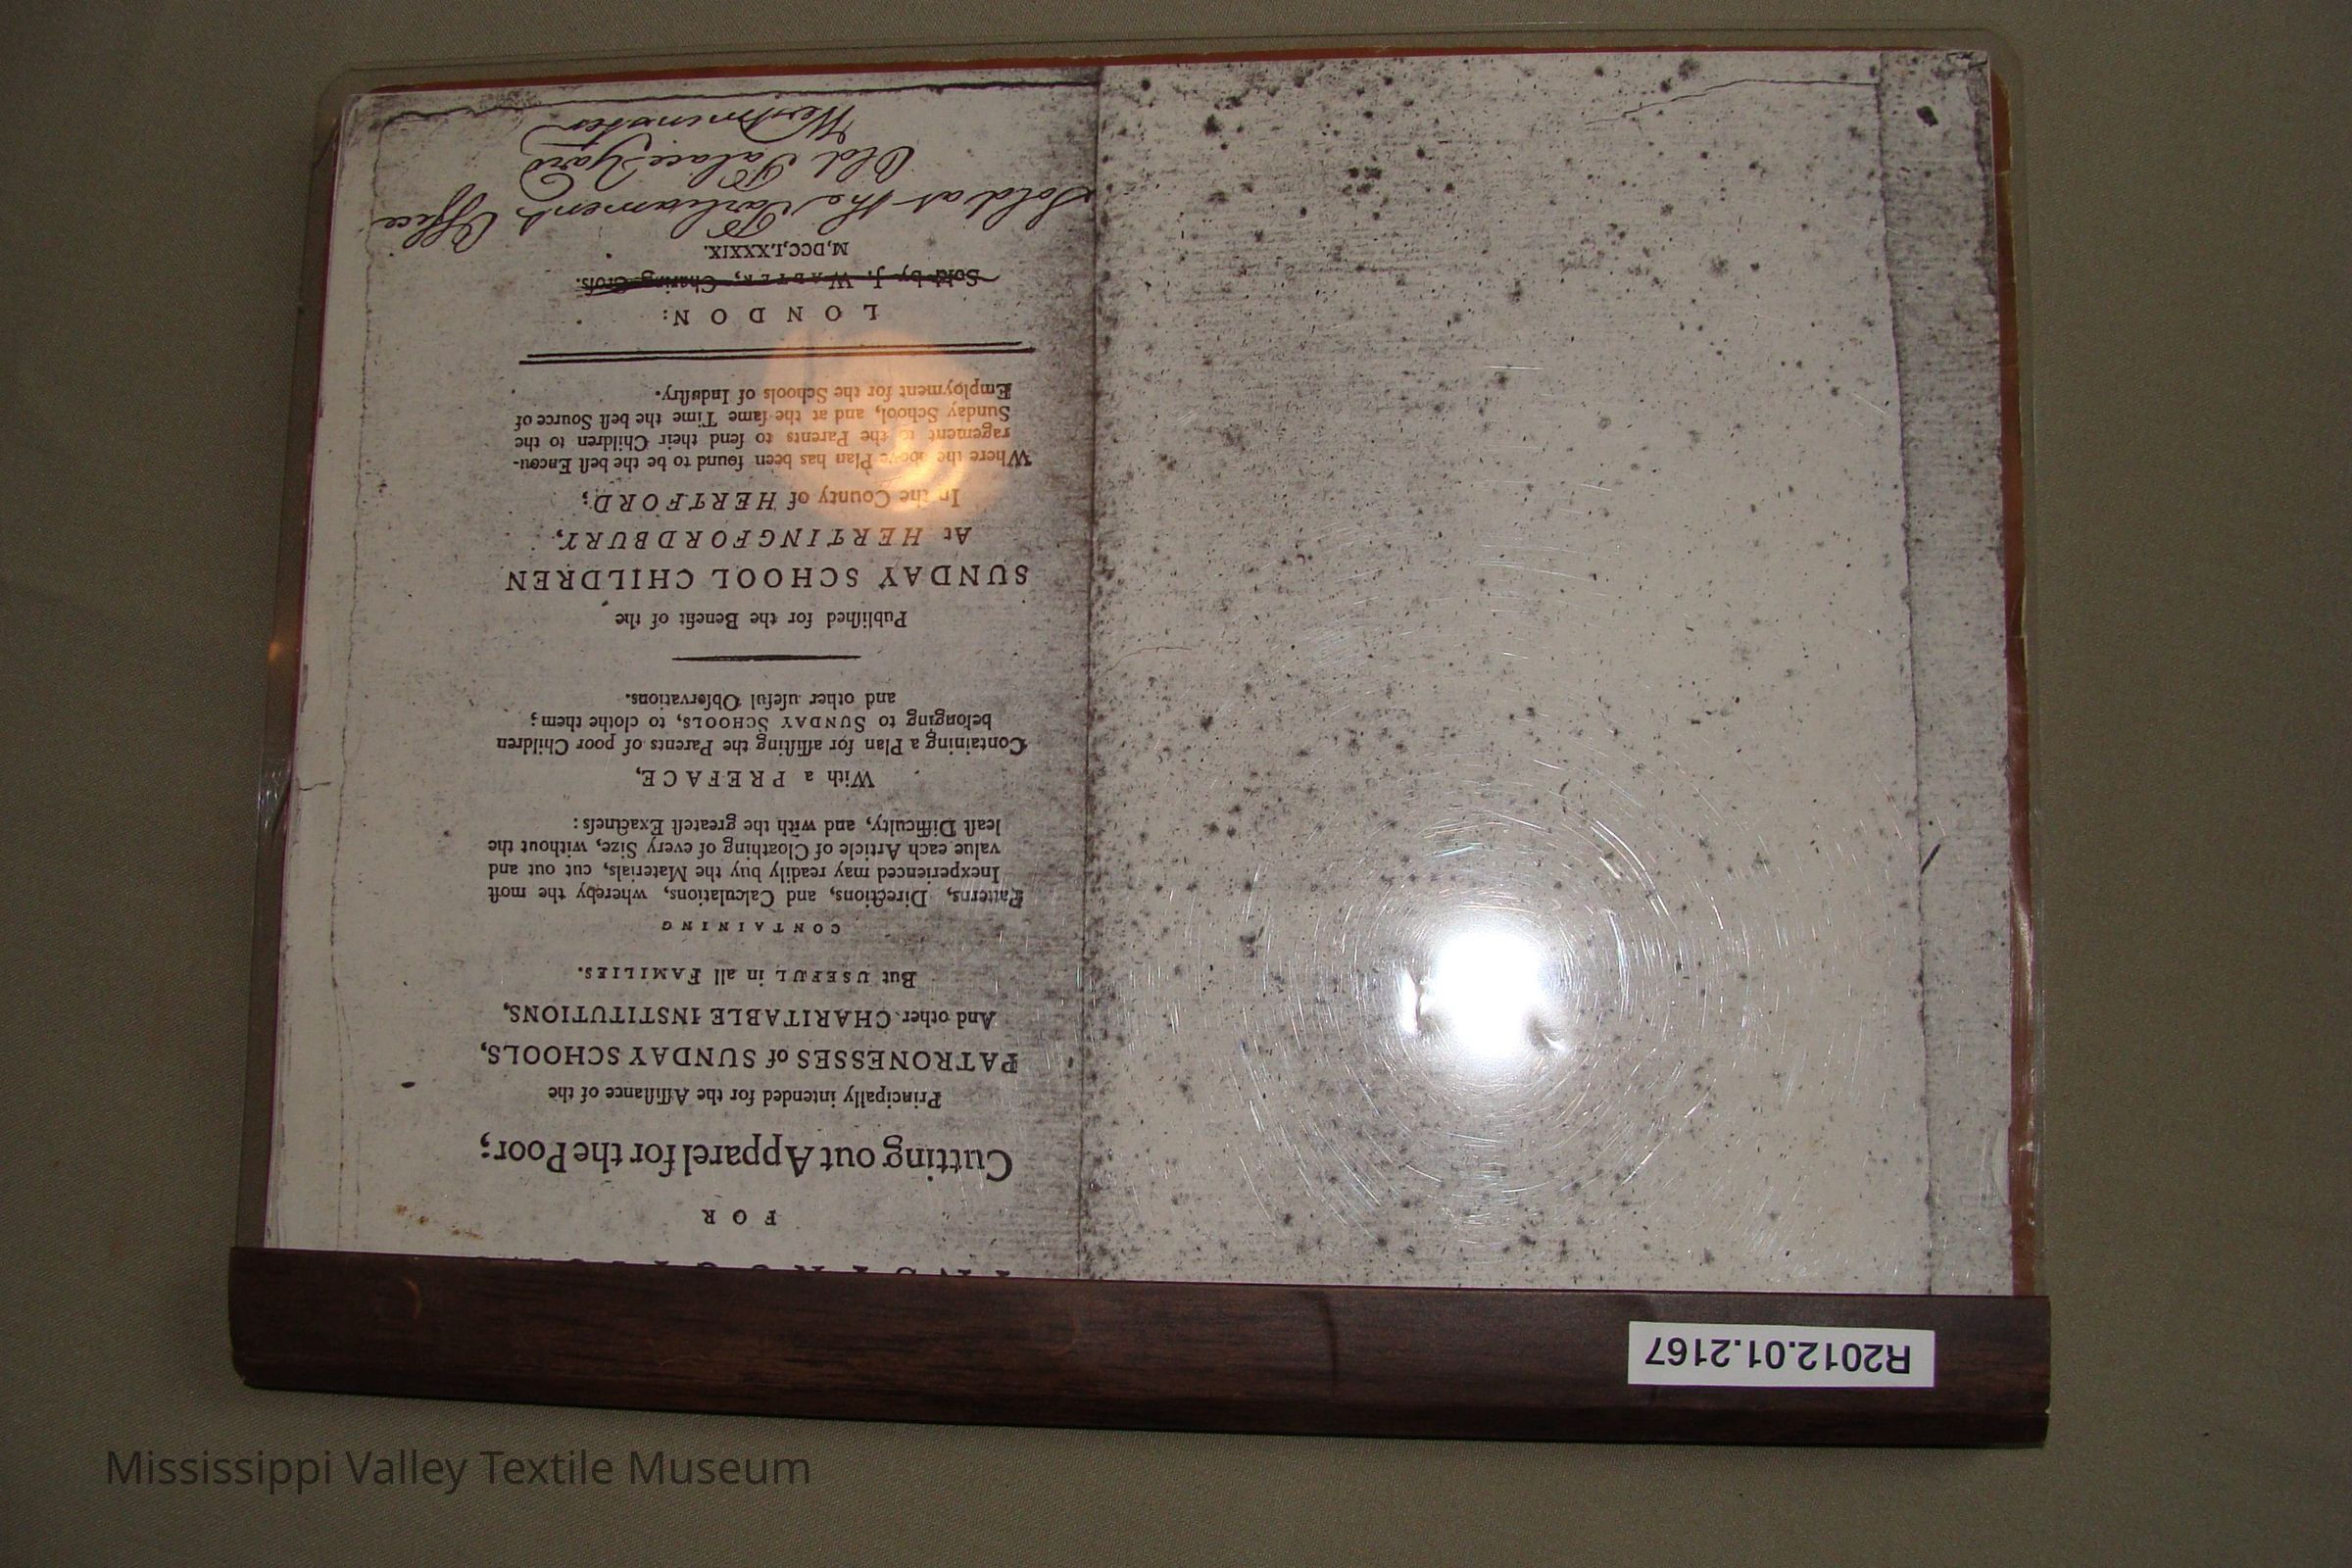 INSTRUCTIONS
FOR
Cutting out Apparel for the Poor;
Principally intended for the Aſſiſtance of the
PATRONESSES of SUNDAY SCHOOLS,
And other CHARITABLE INSTITUTIONS,
But USEFUL in all FAMILIES.
CONTAINING
Patterns, Directions, and Calculations, whereby the moſt
Inexperienced may readily buy the Materials, cut out and
value each Article of Cloathing of every Size, without the
leaſt Difficulty, and with the greateſt Exactneſs:
With a PREFACE,
Containing a Plan for aſſiſting the Parents of poor Children
belonging to SUNDAY SCHOOLS, to clothe them;
and other uſeful Obſervations.
Publiſhed for the Benefit of the
SUNDAY SCHOOL CHILDREN
At HERTINGFORDBURY,
In the County of HERTFORD;
Where the above Plan has been found to be the beſt Encou-
ragement to the Parents to ſend their Children to the
Sunday School, and at the ſame Time the beſt Source of
Employment for the Schools of Induſtry.
LONDON:
Sold by J. WALTER, Charing-Croſs.
M,DCC,LXXXIX.
Sold at the Parliament Office
Old Palace Yard
Westminster
R2012.01.2167
Mississippi Valley Textile Museum